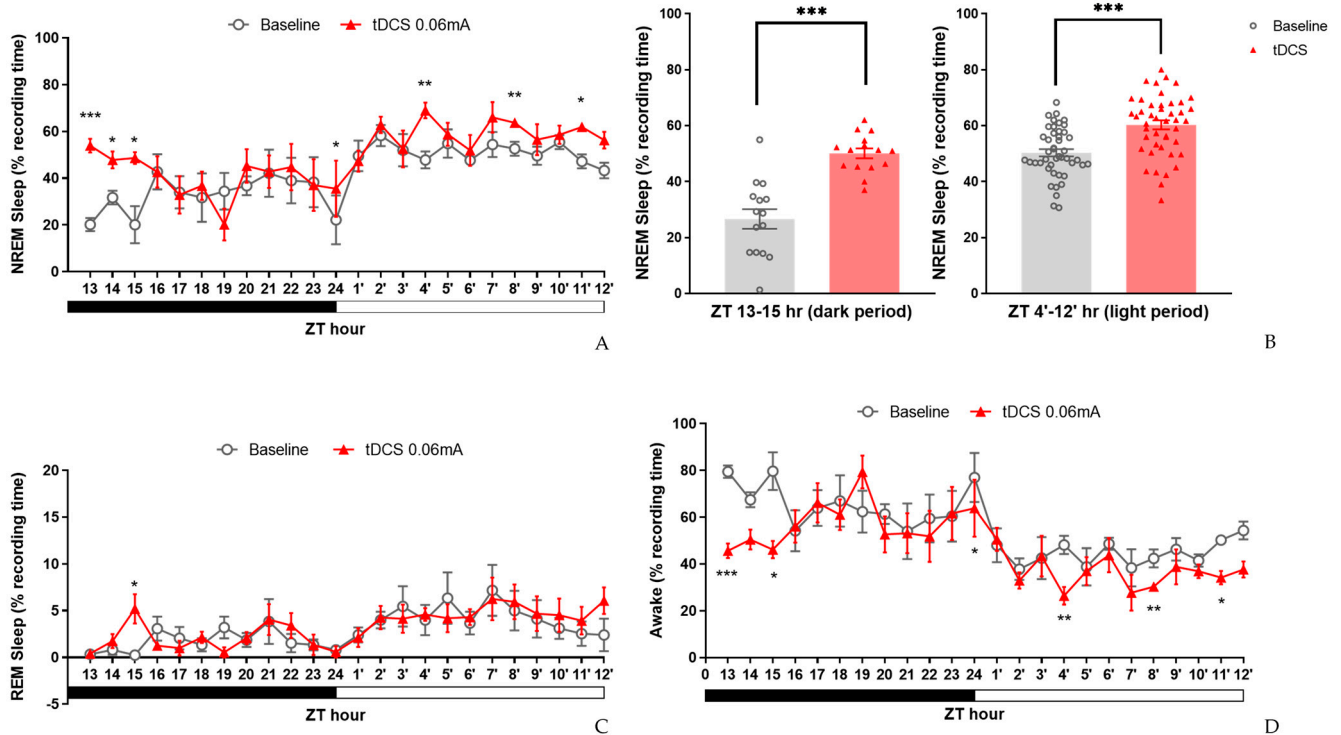 Baseline tDCS 0.06mA
NREM Sleep (% recording time)
100
80
60
40
20
0
*** * * * ** ** *
13 14 15 16 17 18 19 20 21 22 23 24 1' 2' 3' 4' 5' 6' 7' 8' 9' 10' 11' 12'
ZT hour
A
NREM Sleep (% recording time)
100
80
60
40
20
0
***
ZT 13-15 hr (dark period)
NREM Sleep (% recording time)
100
80
60
40
20
0
***
ZT 4'-12' hr (light period)
Baseline
tDCS
B
Baseline tDCS 0.06mA
REM Sleep (% recording time)
20
15
10
5
0
-5
*
13 14 15 16 17 18 19 20 21 22 23 24 1' 2' 3' 4' 5' 6' 7' 8' 9' 10' 11' 12'
ZT hour
C
Baseline tDCS 0.06mA
Awake (% recording time)
100
80
60
40
20
0
*** * * ** ** *
0 13 14 15 16 17 18 19 20 21 22 23 24 1' 2' 3' 4' 5' 6' 7' 8' 9' 10' 11' 12'
ZT hour
D